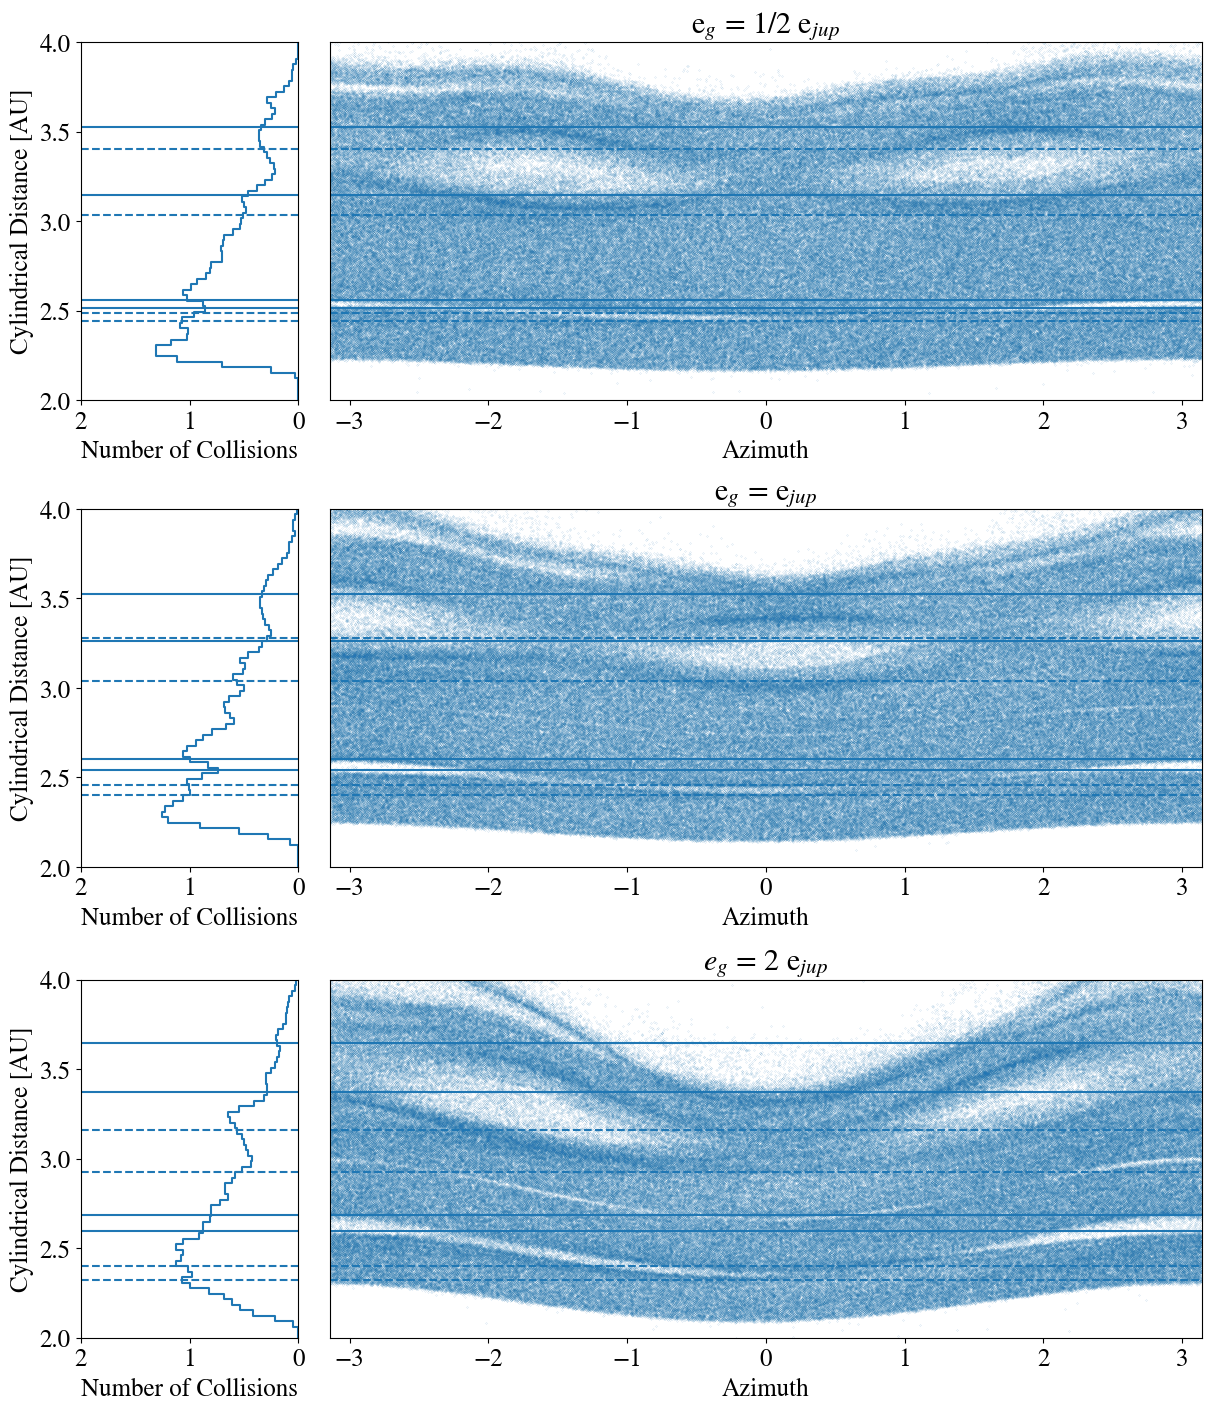 e_g = 1/2 e_jup
Cylindrical Distance [AU]
4.0
3.5
3.0
2.5
2.0
2 1 0
Number of Collisions
−3 −2 −1 0 1 2 3
Azimuth
e_g = e_jup
Cylindrical Distance [AU]
4.0
3.5
3.0
2.5
2.0
2 1 0
Number of Collisions
−3 −2 −1 0 1 2 3
Azimuth
e_g = 2 e_jup
Cylindrical Distance [AU]
4.0
3.5
3.0
2.5
2.0
2 1 0
Number of Collisions
−3 −2 −1 0 1 2 3
Azimuth